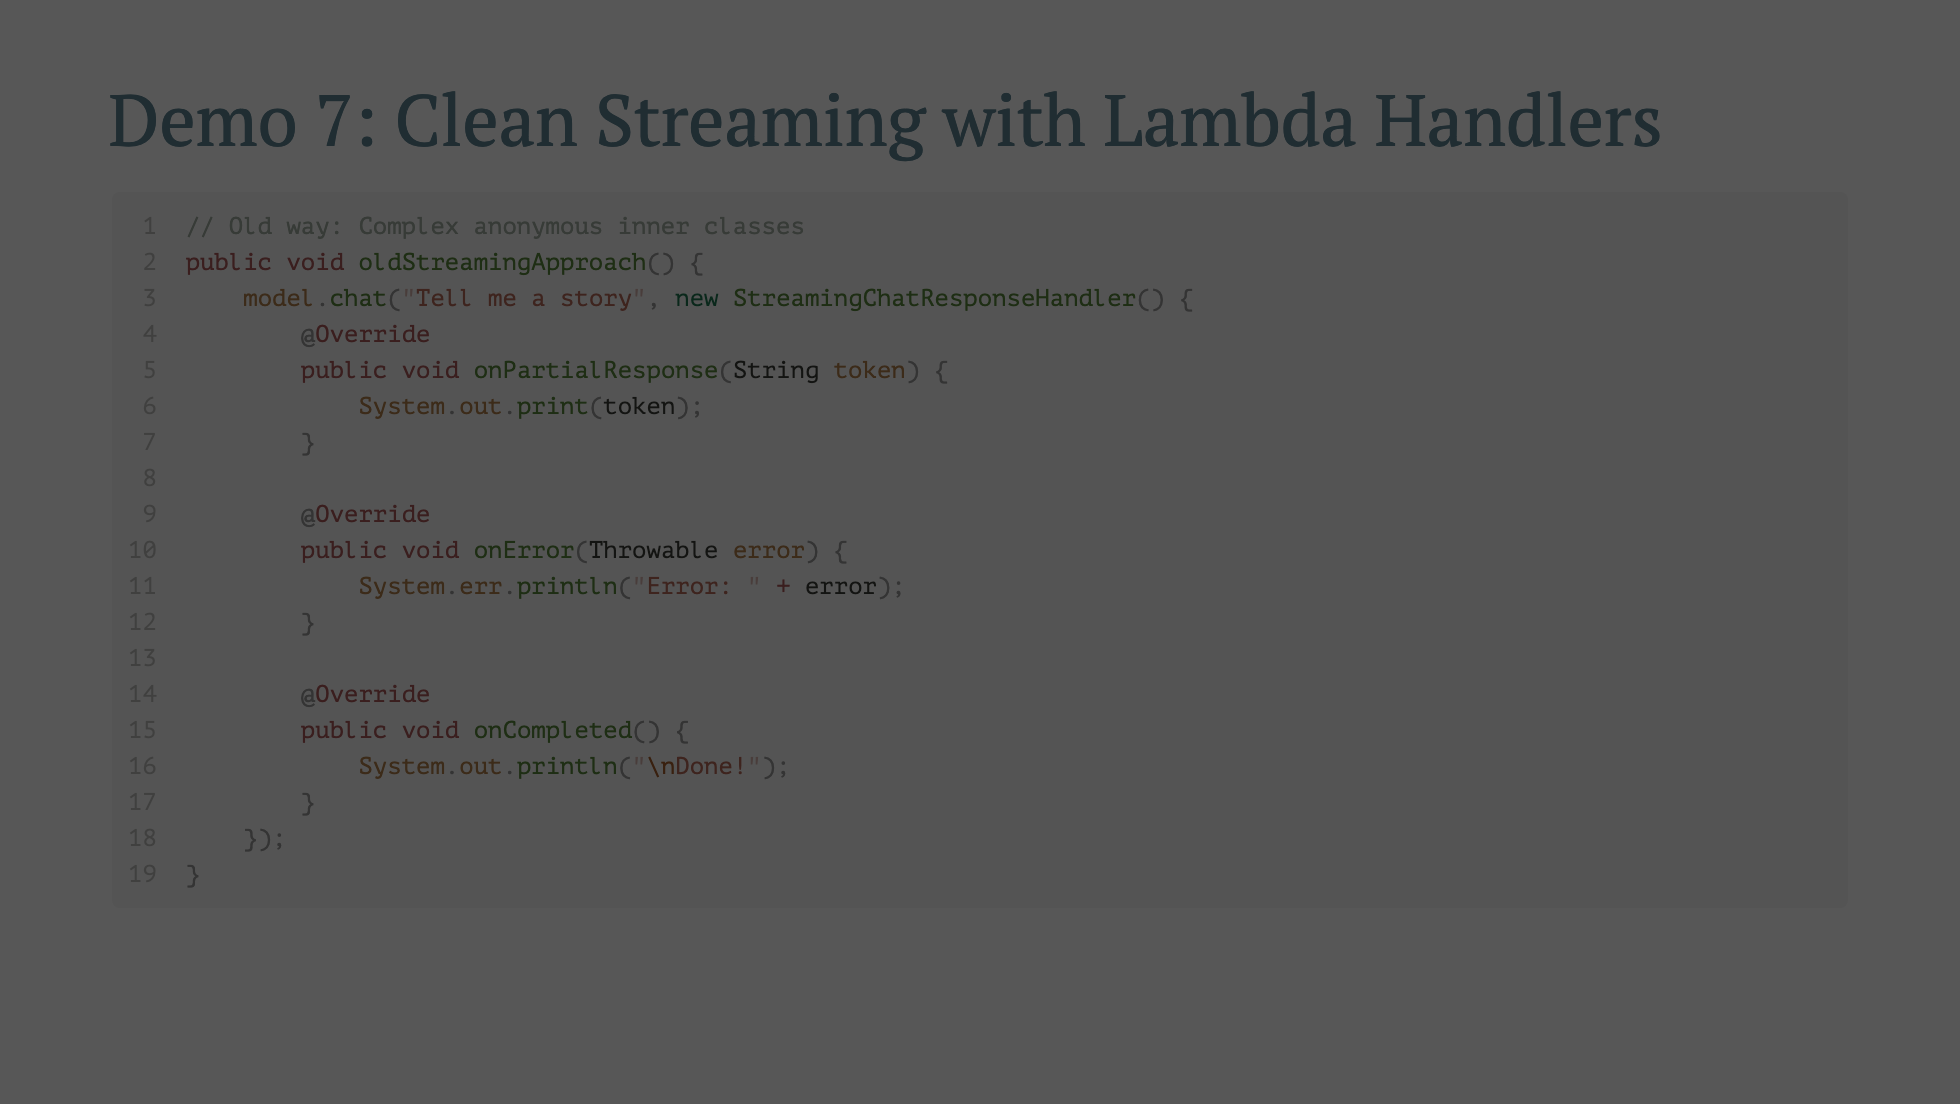 Demo 7: Clean Streaming with Lambda Handlers
1 // Old way: Complex anonymous inner classes
2 public void oldStreamingApproach() {
3     model.chat("Tell me a story", new StreamingChatResponseHandler() {
4         @Override
5         public void onPartialResponse(String token) {
6             System.out.print(token);
7         }
8
9         @Override
10         public void onError(Throwable error) {
11             System.err.println("Error: " + error);
12         }
13
14         @Override
15         public void onCompleted() {
16             System.out.println("\nDone!");
17         }
18     });
19 }